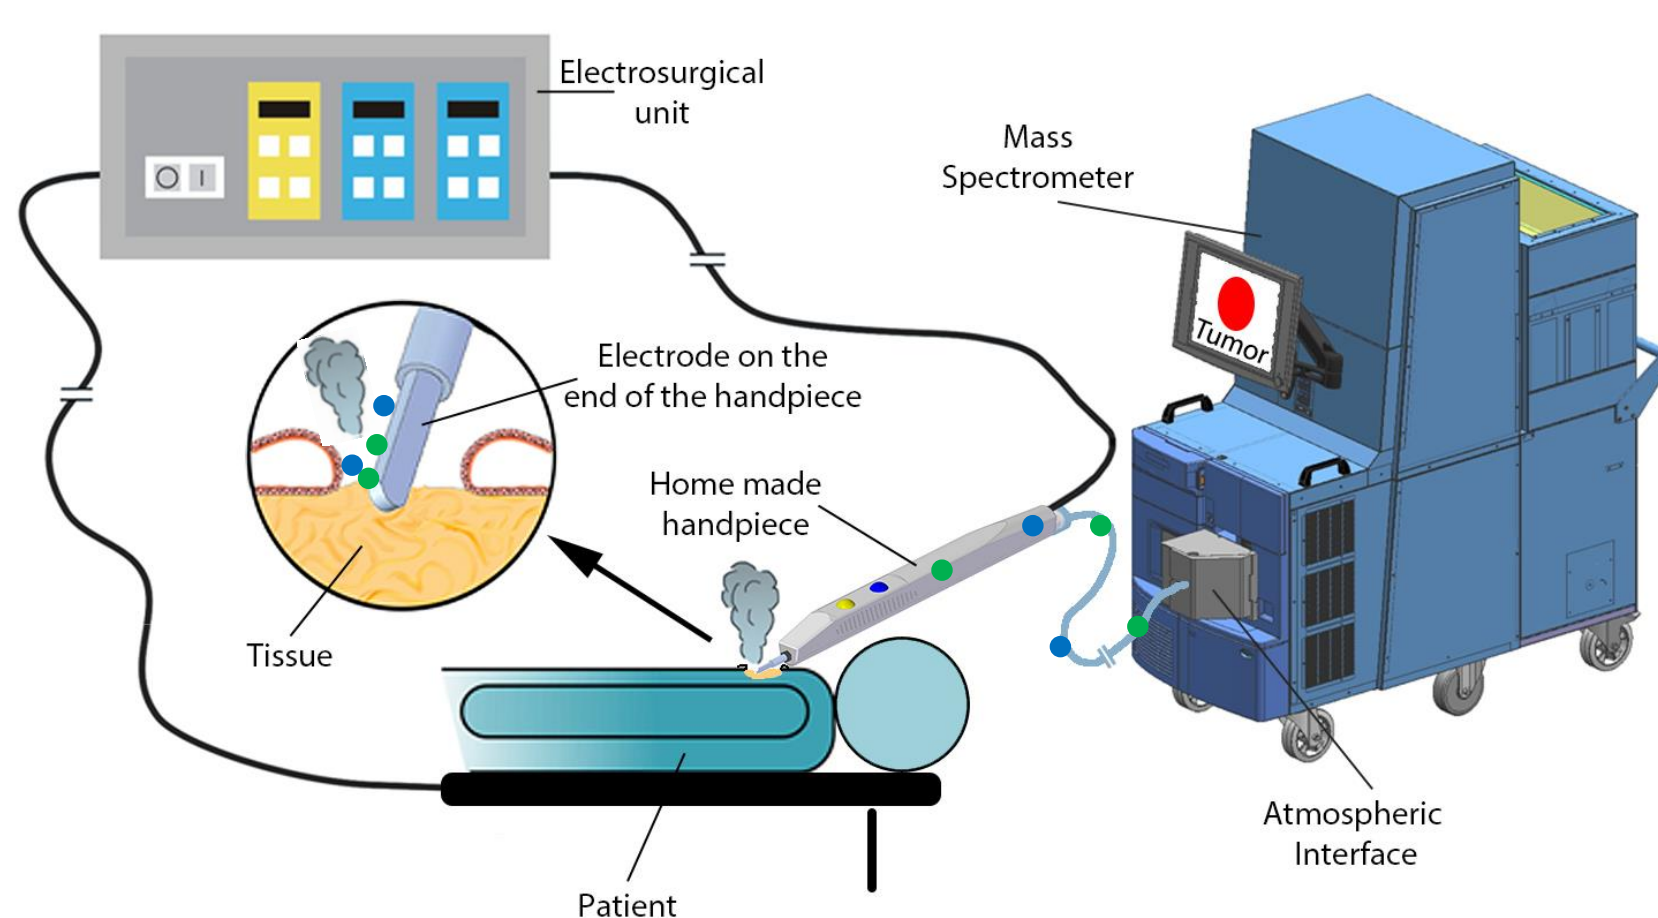 Electrosurgical
unit
Mass
Spectrometer
Tumor
Electrode on the
end of the handpiece
Home made
handpiece
Tissue
Atmospheric
Interface
Patient